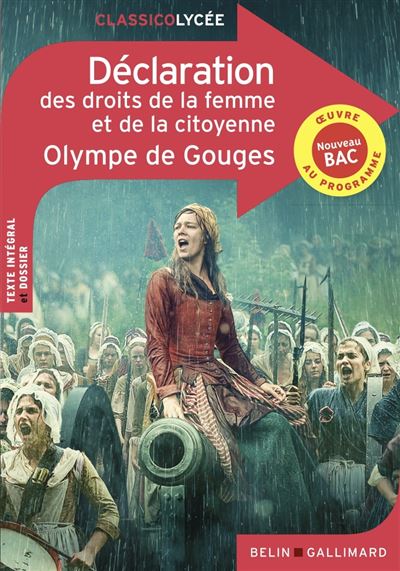 CLASSICOLYCÉE
Déclaration
des droits de la femme
et de la citoyenne
Olympe de Gouges
ŒUVRE
Nouveau
BAC
AU PROGRAMME
TEXTE INTÉGRAL
et DOSSIER
BELIN GALLIMARD